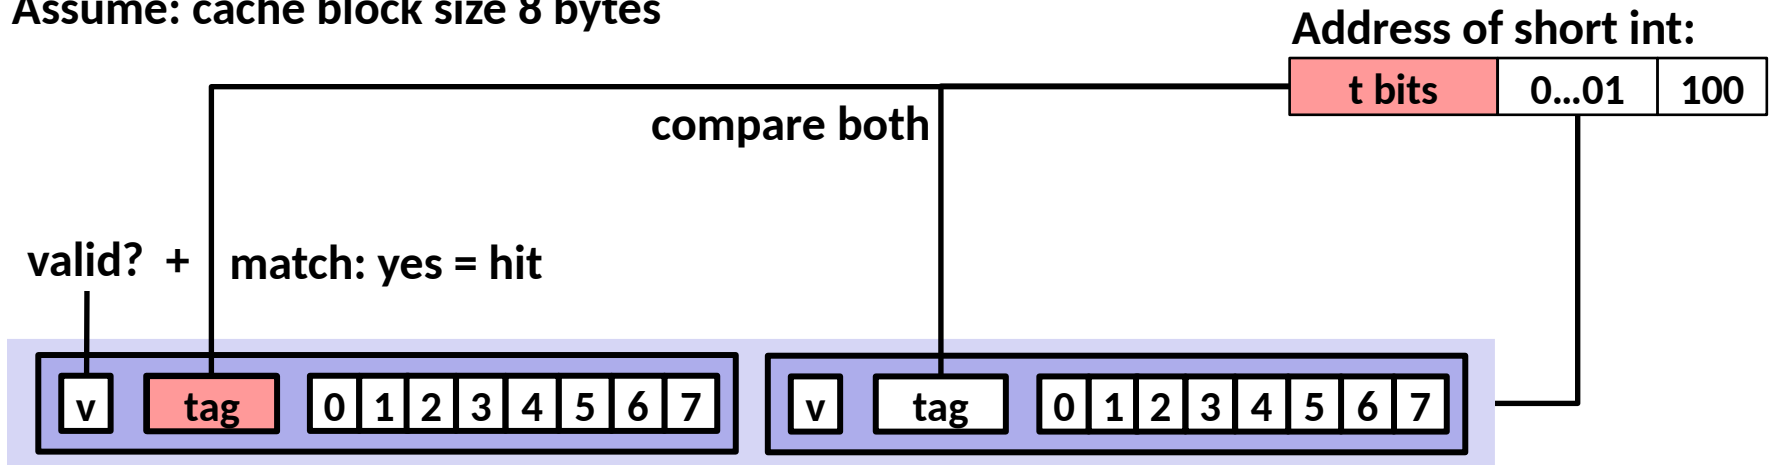 Assume: cache block size 8 bytes
Address of short int:
t bits 0...01 100
compare both
valid? + match: yes = hit
v tag 0 1 2 3 4 5 6 7 v tag 0 1 2 3 4 5 6 7